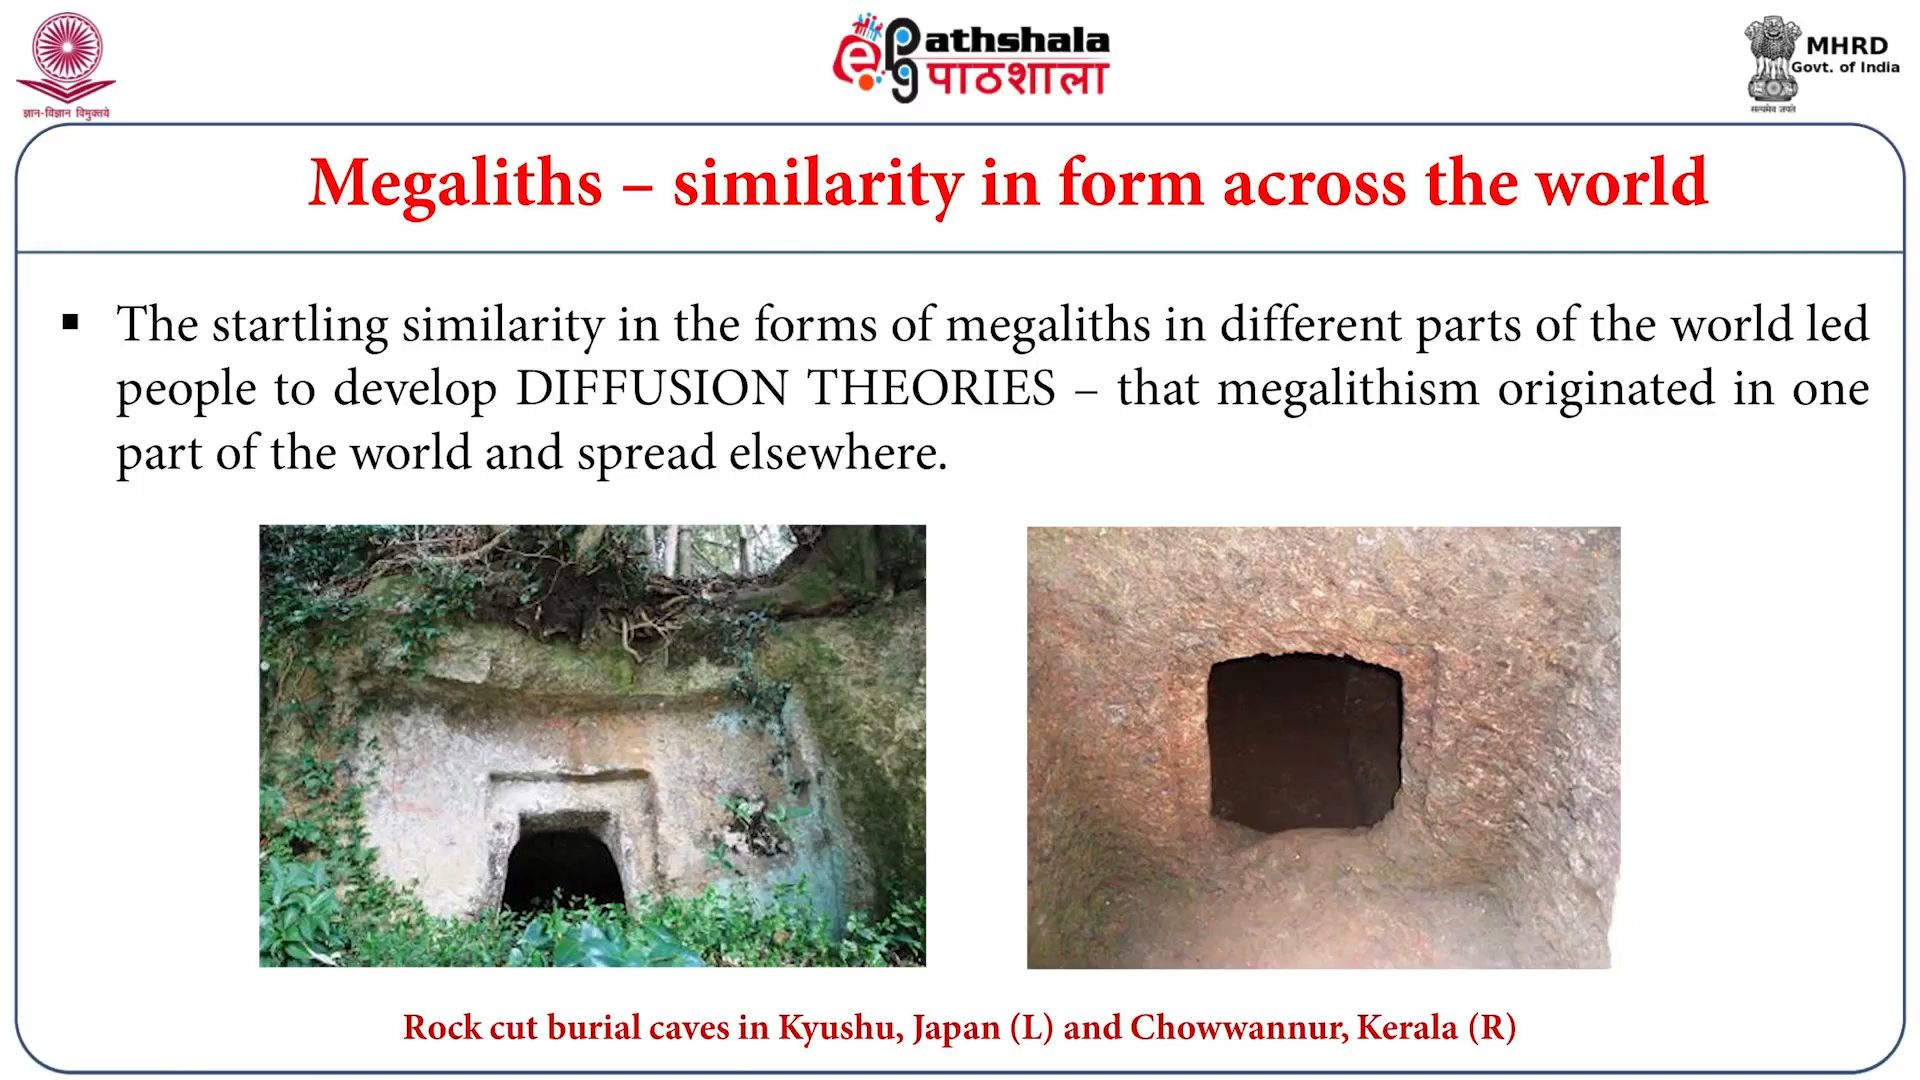 ज्ञान-विज्ञान विमुक्तये
ePG Pathshala
पाठशाला
MHRD
Govt. of India
सत्यमेव जयते
Megaliths – similarity in form across the world
▪ The startling similarity in the forms of megaliths in different parts of the world led
people to develop DIFFUSION THEORIES – that megalithism originated in one
part of the world and spread elsewhere.
Rock cut burial caves in Kyushu, Japan (L) and Chowwannur, Kerala (R)